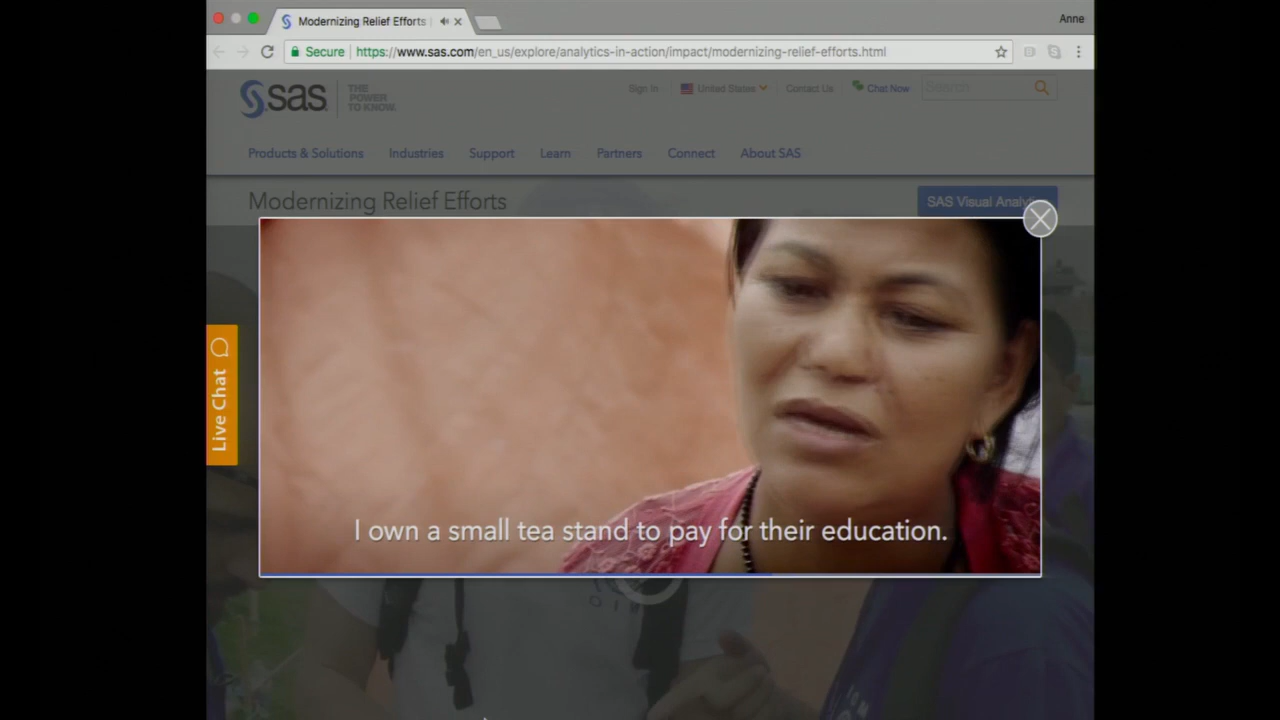 Modernizing Relief Efforts
Anne
Secure https://www.sas.com/en_us/explore/analytics-in-action/impact/modernizing-relief-efforts.html
sas THE
POWER
TO KNOW.
Sign In
United States
Contact Us
Chat Now
Search
Products & Solutions
Industries
Support
Learn
Partners
Connect
About SAS
Modernizing Relief Efforts
SAS Visual Analy
Live Chat
I own a small tea stand to pay for their education.